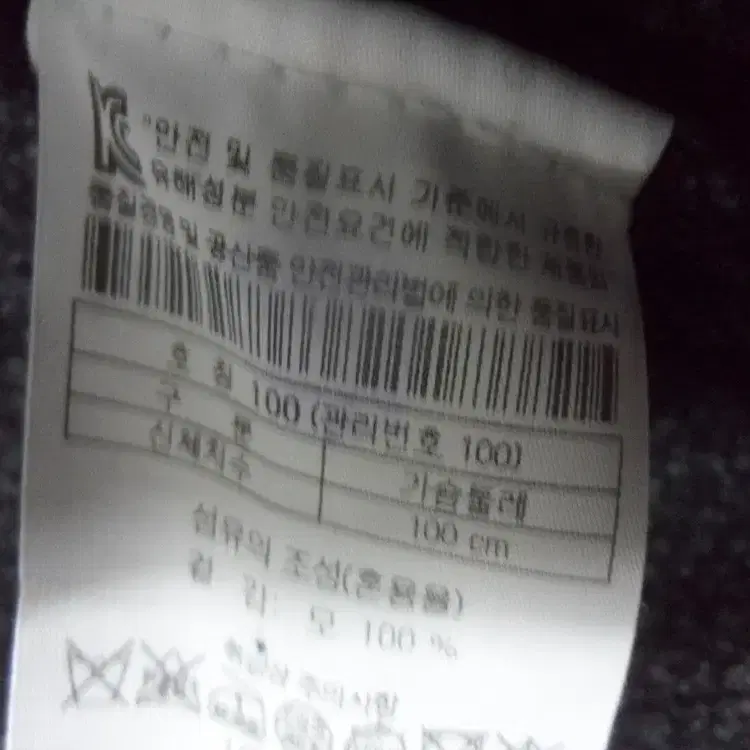 "안전 및 품질표시 기준에서 규정한
유해성분 안전요건에 적합한 제품임
품질경영및 공산품 안전관리법에 의한 품질표시
호 칭 100 (관리번호 100)
구 분 가슴둘레
신체치수 100 cm
섬유의 조성(혼용율)
겉 감: 모 100 %
취급상 주의사항